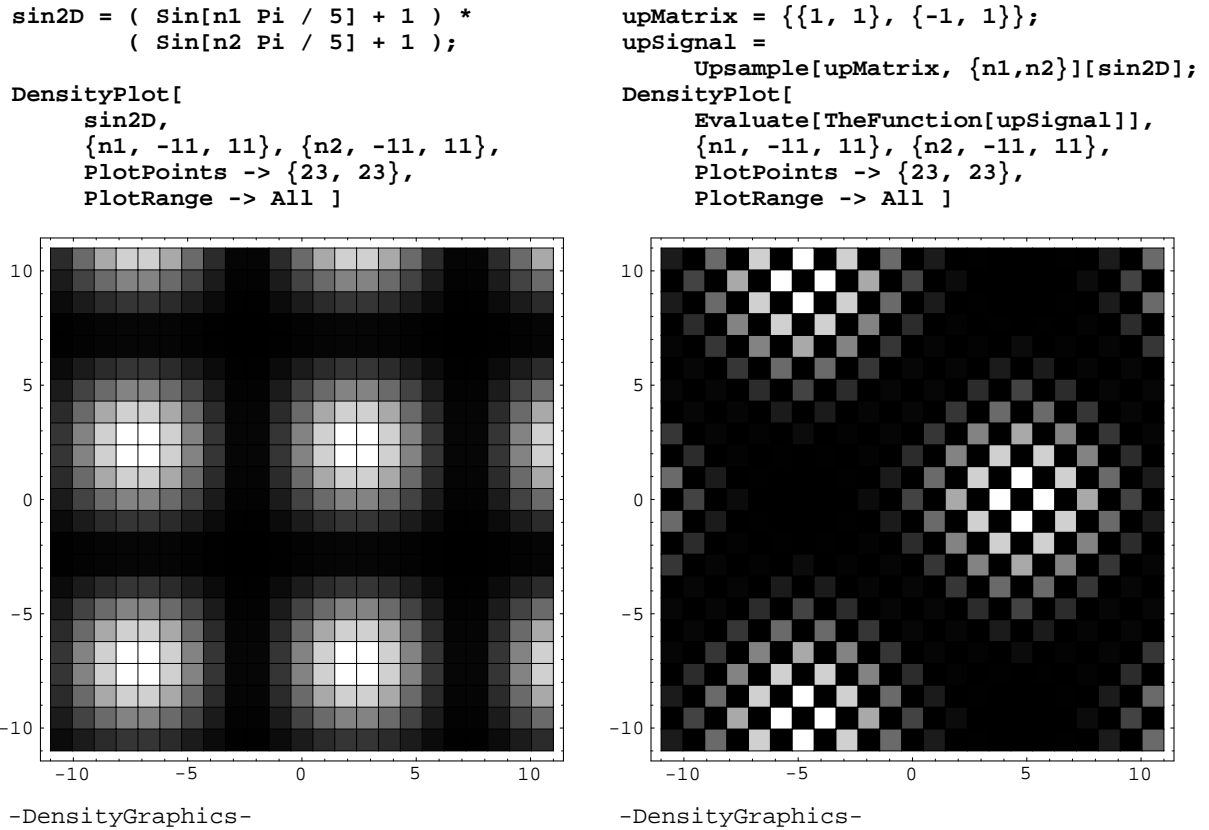 sin2D = ( Sin[n1 Pi / 5] + 1 ) *
( Sin[n2 Pi / 5] + 1 );
DensityPlot[
sin2D,
{n1, -11, 11}, {n2, -11, 11},
PlotPoints -> {23, 23},
PlotRange -> All ]
10
5
0
-5
-10
-10 -5 0 5 10
-DensityGraphics-
upMatrix = {{1, 1}, {-1, 1}};
upSignal =
Upsample[upMatrix, {n1,n2}][sin2D];
DensityPlot[
Evaluate[TheFunction[upSignal]],
{n1, -11, 11}, {n2, -11, 11},
PlotPoints -> {23, 23},
PlotRange -> All ]
10
5
0
-5
-10
-10 -5 0 5 10
-DensityGraphics-